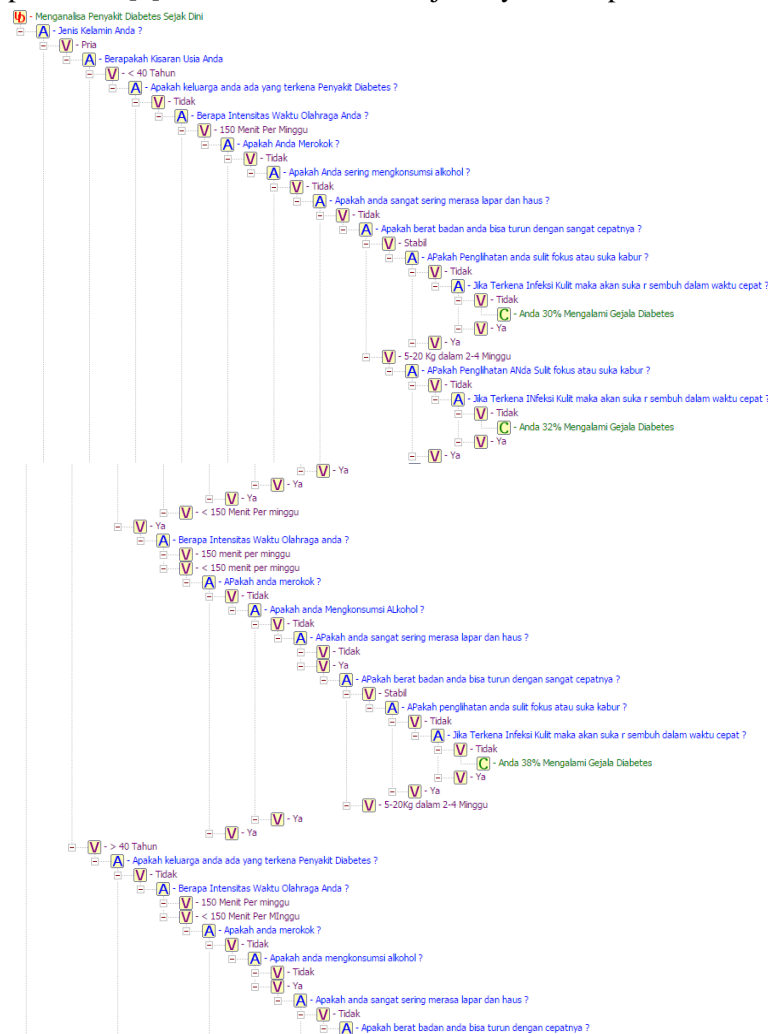 Menganalisa Penyakit Diabetes Sejak Dini
A - Jenis Kelamin Anda ?
V - Pria
A - Berapakah Kisaran Usia Anda
V - < 40 Tahun
A - Apakah keluarga anda ada yang terkena Penyakit Diabetes ?
V - Tidak
A - Berapa Intensitas Waktu Olahraga Anda ?
V - 150 Menit Per Minggu
A - Apakah Anda Merokok ?
V - Tidak
A - Apakah Anda sering mengkonsumsi alkohol ?
V - Tidak
A - Apakah anda sangat sering merasa lapar dan haus ?
V - Tidak
A - Apakah berat badan anda bisa turun dengan sangat cepatnya ?
V - Stabil
A - APakah Penglihatan anda sulit fokus atau suka kabur ?
V - Tidak
A - Jika Terkena Infeksi Kulit maka akan suka r sembuh dalam waktu cepat ?
V - Tidak
C - Anda 30% Mengalami Gejala Diabetes
V - Ya
V - Ya
V - 5-20 Kg dalam 2-4 Minggu
A - APakah Penglihatan ANda Sulit fokus atau suka kabur ?
V - Tidak
A - Jika Terkena INfeksi Kulit maka akan suka r sembuh dalam waktu cepat ?
V - Tidak
C - Anda 32% Mengalami Gejala Diabetes
V - Ya
V - Ya
V - Ya
V - Ya
V - Ya
V - < 150 Menit Per minggu
V - Ya
A - Berapa Intensitas Waktu Olahraga anda ?
V - 150 menit per minggu
V - < 150 menit per minggu
A - APakah anda merokok ?
V - Tidak
A - Apakah anda Mengkonsumsi ALkohol ?
V - Tidak
A - APakah anda sangat sering merasa lapar dan haus ?
V - Tidak
V - Ya
A - APakah berat badan anda bisa turun dengan sangat cepatnya ?
V - Stabil
A - APakah penglihatan anda sulit fokus atau suka kabur ?
V - Tidak
A - Jika Terkena Infeksi Kulit maka akan suka r sembuh dalam waktu cepat ?
V - Tidak
C - Anda 38% Mengalami Gejala Diabetes
V - Ya
V - Ya
V - 5-20Kg dalam 2-4 Minggu
V - Ya
V - Ya
V - > 40 Tahun
A - Apakah keluarga anda ada yang terkena Penyakit Diabetes ?
V - Tidak
A - Berapa Intensitas Waktu Olahraga Anda ?
V - 150 Menit Per minggu
V - < 150 Menit Per MInggu
A - Apakah anda merokok ?
V - Tidak
A - Apakah anda mengkonsumsi alkohol ?
V - Tidak
V - Ya
A - Apakah anda sangat sering merasa lapar dan haus ?
V - Tidak
A - Apakah berat badan anda bisa turun dengan cepatnya ?